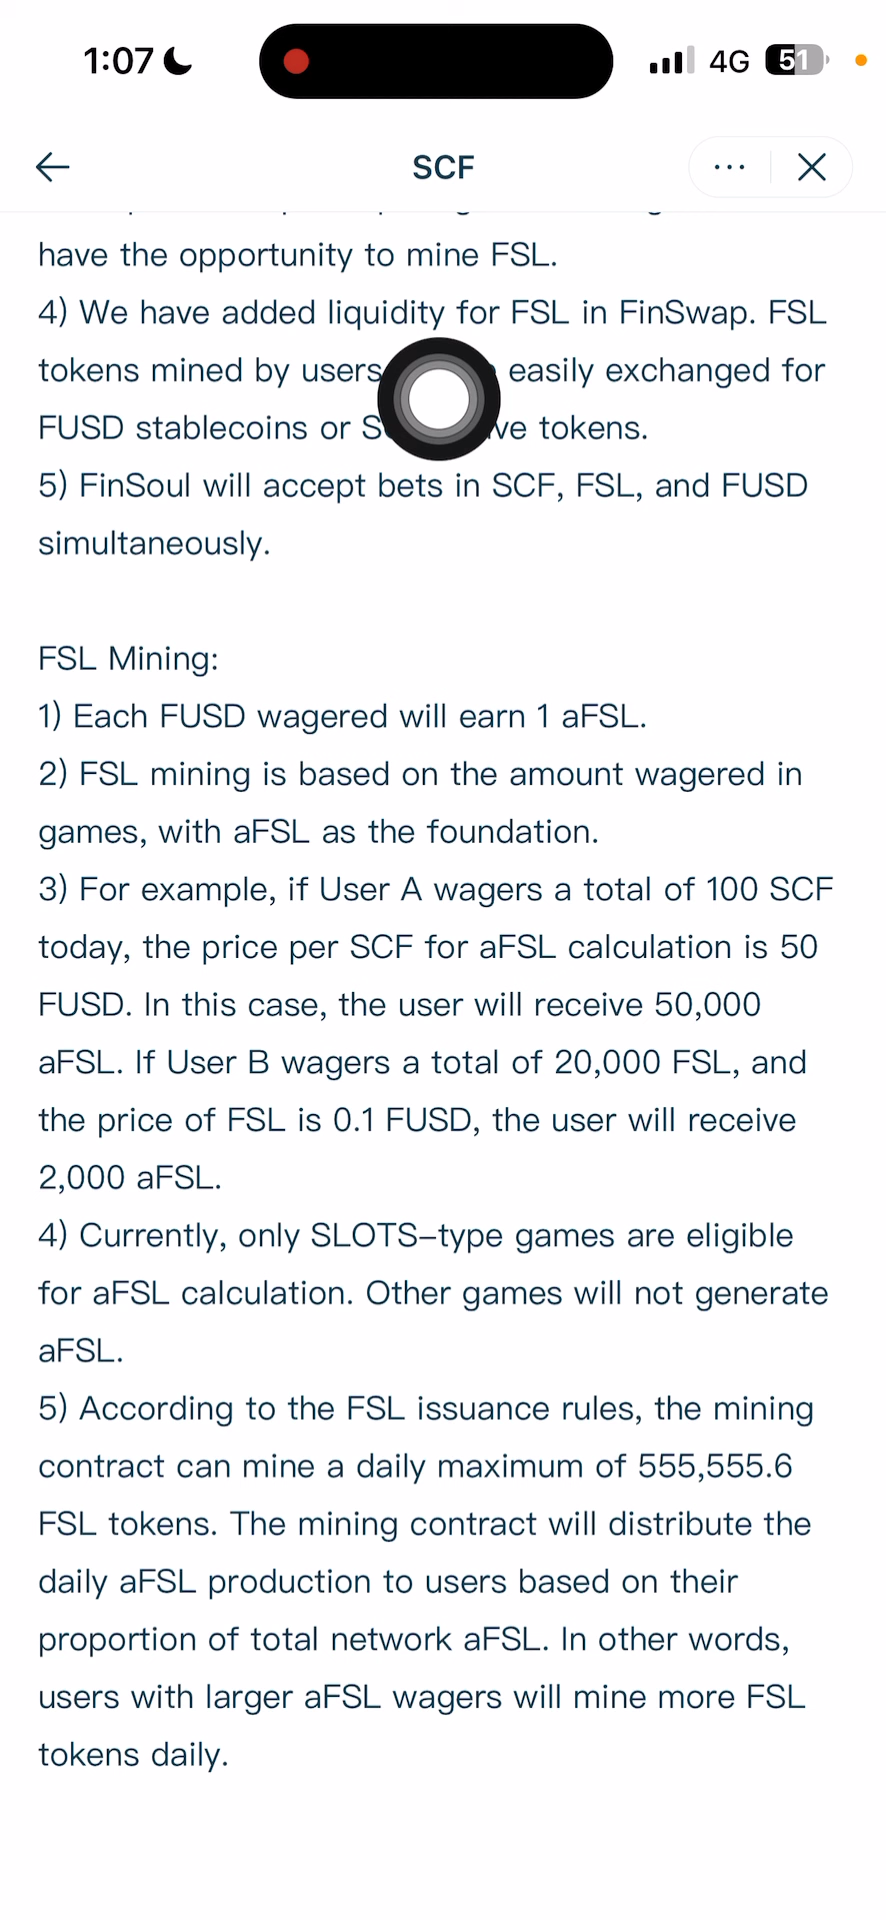 1:07
4G
51
SCF
have the opportunity to mine FSL.
4) We have added liquidity for FSL in FinSwap. FSL
tokens mined by users easily exchanged for
FUSD stablecoins or tokens.
5) FinSoul will accept bets in SCF, FSL, and FUSD
simultaneously.
FSL Mining:
1) Each FUSD wagered will earn 1 aFSL.
2) FSL mining is based on the amount wagered in
games, with aFSL as the foundation.
3) For example, if User A wagers a total of 100 SCF
today, the price per SCF for aFSL calculation is 50
FUSD. In this case, the user will receive 50,000
aFSL. If User B wagers a total of 20,000 FSL, and
the price of FSL is 0.1 FUSD, the user will receive
2,000 aFSL.
4) Currently, only SLOTS–type games are eligible
for aFSL calculation. Other games will not generate
aFSL.
5) According to the FSL issuance rules, the mining
contract can mine a daily maximum of 555,555.6
FSL tokens. The mining contract will distribute the
daily aFSL production to users based on their
proportion of total network aFSL. In other words,
users with larger aFSL wagers will mine more FSL
tokens daily.